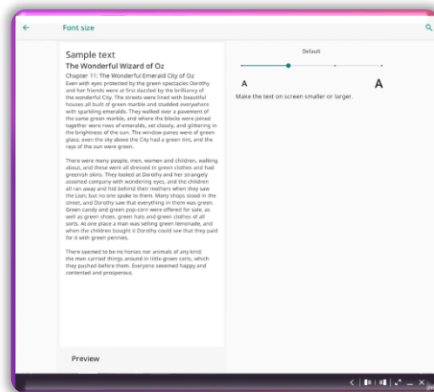 Font size
Sample text
The Wonderful Wizard of Oz
Chapter 11: The Wonderful Emerald City of Oz
Even with eyes protected by the green spectacles Dorothy
and her friends were at first dazzled by the brilliancy of
the wonderful City. The streets were lined with beautiful
houses all built of green marble and studded everywhere
with sparkling emeralds. They walked over a pavement of
the same green marble, and where the blocks were joined
together were rows of emeralds, set closely, and glittering in
the brightness of the sun. The window panes were of green
glass; even the sky above the City had a green tint, and the
rays of the sun were green.
There were many people, men, women and children, walking
about, and these were all dressed in green clothes and had
greenish skins. They looked at Dorothy and her strangely
assorted company with wondering eyes, and the children
all ran away and hid behind their mothers when they saw
the Lion; but no one spoke to them. Many shops stood in the
street, and Dorothy saw that everything in them was green.
Green candy and green pop-corn were offered for sale, as
well as green shoes, green hats and green clothes of all
sorts. At one place a man was selling green lemonade, and
when the children bought it Dorothy could see that they paid
for it with green pennies.
There seemed to be no horses nor animals of any kind;
the men carried things around in little green carts, which
they pushed before them. Everyone seemed happy and
contented and prosperous.
Preview
Default
A A
Make the text on screen smaller or larger.